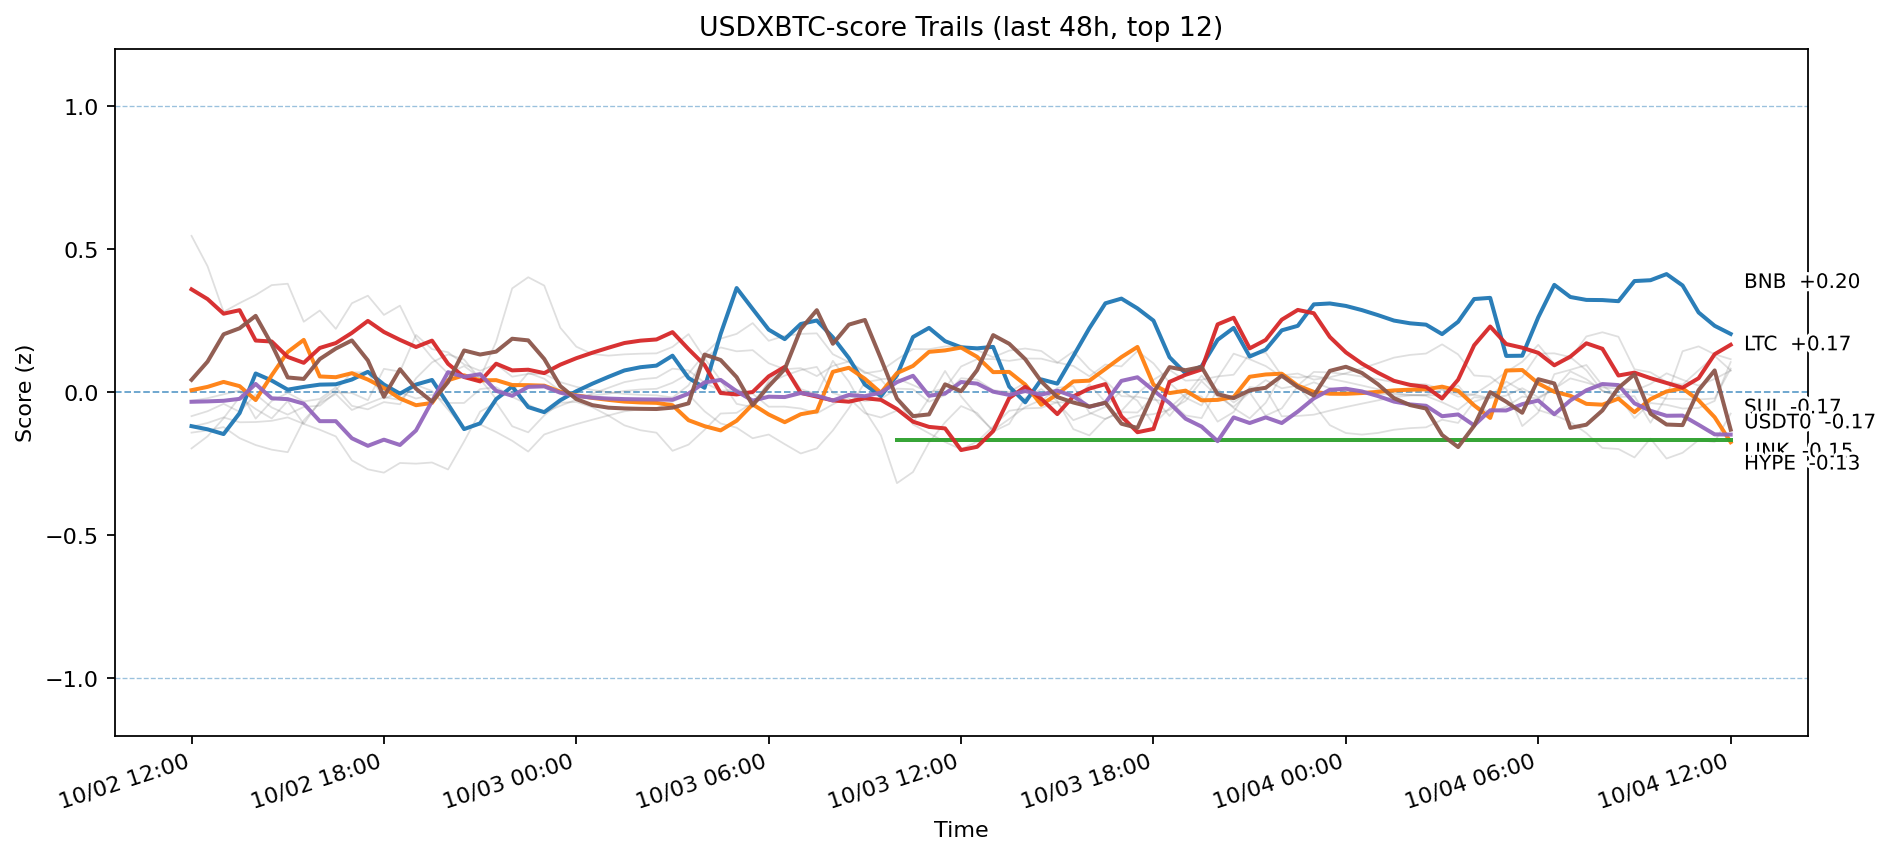 USDXBTC-score Trails (last 48h, top 12)
Score (z)
1.0
0.5
0.0
−0.5
−1.0
BNB +0.20
LTC +0.17
SUI -0.17
USDT0 -0.17
LINK -0.15
HYPE -0.13
10/02 12:00
10/02 18:00
10/03 00:00
10/03 06:00
10/03 12:00
10/03 18:00
10/04 00:00
10/04 06:00
10/04 12:00
Time